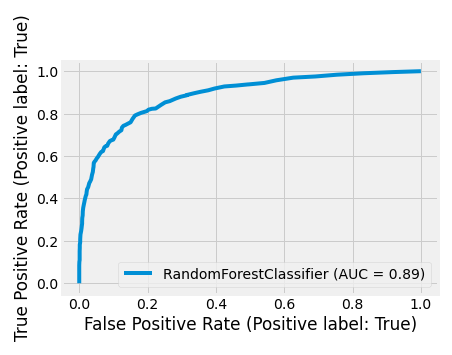 True Positive Rate (Positive label: True)
1.0
0.8
0.6
0.4
0.2
0.0
RandomForestClassifier (AUC = 0.89)
0.0 0.2 0.4 0.6 0.8 1.0
False Positive Rate (Positive label: True)